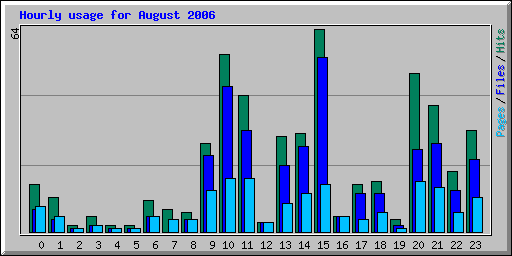 Hourly usage for August 2006
64
Pages / Files / Hits
0 1 2 3 4 5 6 7 8 9 10 11 12 13 14 15 16 17 18 19 20 21 22 23